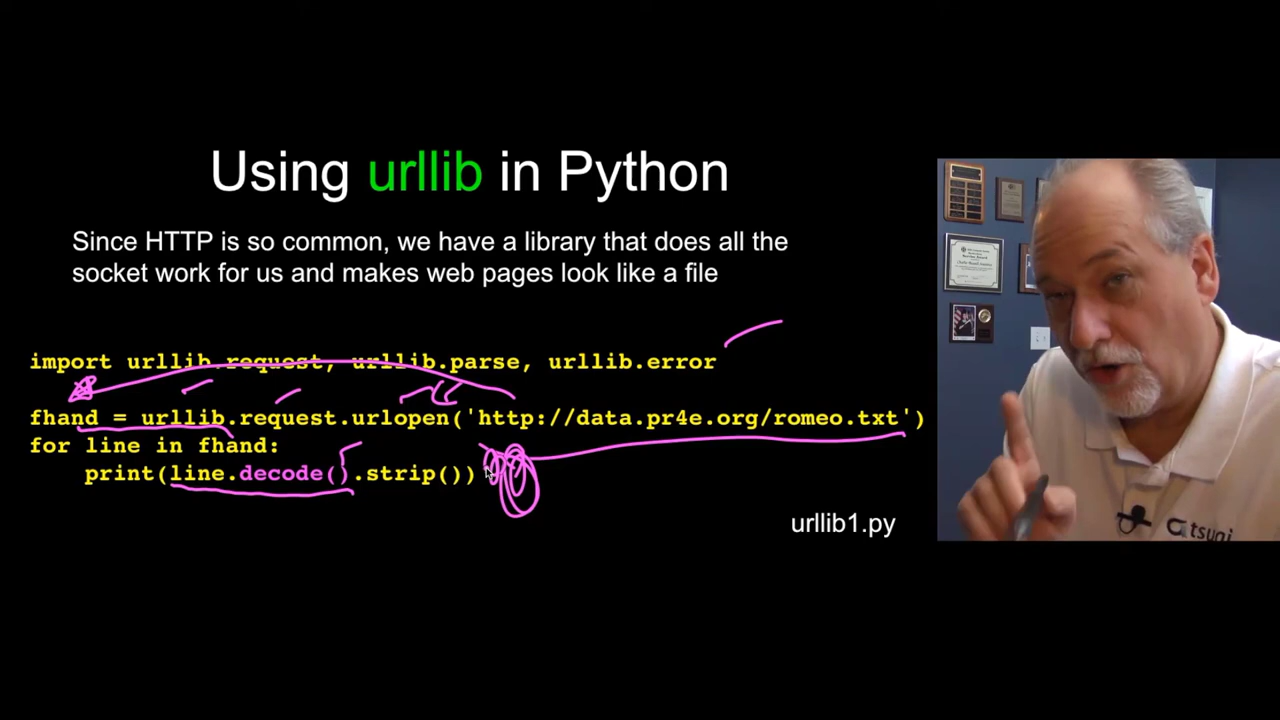 Using urllib in Python
Since HTTP is so common, we have a library that does all the
socket work for us and makes web pages look like a file
import urllib.request, urllib.parse, urllib.error
fhand = urllib.request.urlopen('http://data.pr4e.org/romeo.txt')
for line in fhand:
print(line.decode().strip())
urllib1.py
tsugi